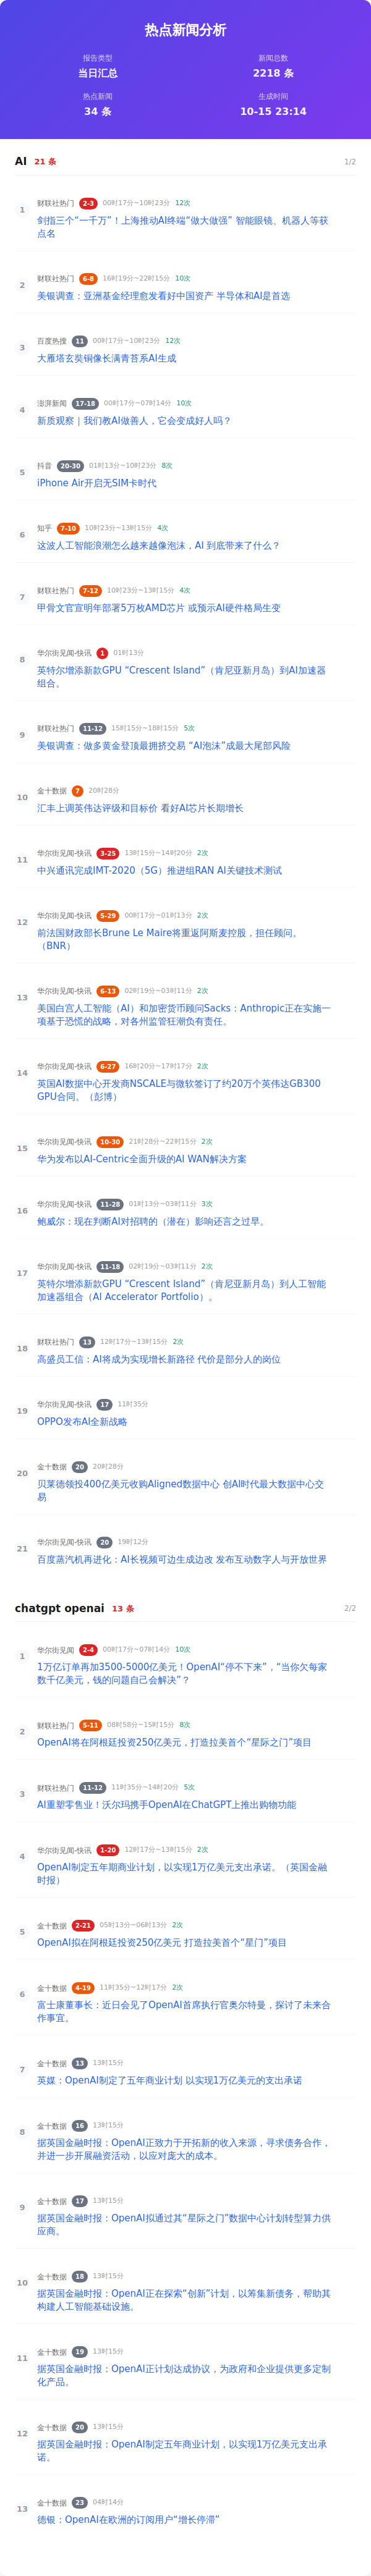 热点新闻分析
报告类型
当日汇总
新闻总数
2218 条
热点新闻
34 条
生成时间
10-15 23:14
AI 21 条 1/2
1
财联社热门 2-3 00时17分~10时23分 12次
剑指三个“一千万”！上海推动AI终端“做大做强” 智能眼镜、机器人等获
点名
2
财联社热门 6-8 16时19分~22时15分 10次
美银调查：亚洲基金经理愈发看好中国资产 半导体和AI是首选
3
百度热搜 11 00时17分~10时23分 12次
大雁塔玄奘铜像长满青苔系AI生成
4
澎湃新闻 17-18 00时17分~07时14分 10次
新质观察｜我们教AI做善人，它会变成好人吗？
5
抖音 20-30 01时13分~10时23分 8次
iPhone Air开启无SIM卡时代
6
知乎 7-10 10时23分~13时15分 4次
这波人工智能浪潮怎么越来越像泡沫，AI 到底带来了什么？
7
财联社热门 7-12 10时23分~13时15分 4次
甲骨文官宣明年部署5万枚AMD芯片 或预示AI硬件格局生变
8
华尔街见闻-快讯 1 01时13分
英特尔增添新款GPU “Crescent Island”（肯尼亚新月岛）到AI加速器
组合。
9
财联社热门 11-12 15时15分~18时15分 5次
美银调查：做多黄金登顶最拥挤交易 “AI泡沫”成最大尾部风险
10
金十数据 7 20时28分
汇丰上调英伟达评级和目标价 看好AI芯片长期增长
11
华尔街见闻-快讯 3-25 13时15分~14时20分 2次
中兴通讯完成IMT-2020（5G）推进组RAN AI关键技术测试
12
华尔街见闻-快讯 5-29 00时17分~01时13分 2次
前法国财政部长Brune Le Maire将重返阿斯麦控股，担任顾问。
（BNR）
13
华尔街见闻-快讯 6-13 02时19分~03时11分 2次
美国白宫人工智能（AI）和加密货币顾问Sacks：Anthropic正在实施一
项基于恐慌的战略，对各州监管狂潮负有责任。
14
华尔街见闻-快讯 6-27 16时20分~17时17分 2次
英国AI数据中心开发商NSCALE与微软签订了约20万个英伟达GB300
GPU合同。（彭博）
15
华尔街见闻-快讯 10-30 21时28分~22时15分 2次
华为发布以AI-Centric全面升级的AI WAN解决方案
16
华尔街见闻-快讯 11-28 01时13分~03时11分 3次
鲍威尔：现在判断AI对招聘的（潜在）影响还言之过早。
17
华尔街见闻-快讯 11-18 02时19分~03时11分 2次
英特尔增添新款GPU “Crescent Island”（肯尼亚新月岛）到人工智能
加速器组合（AI Accelerator Portfolio）。
18
财联社热门 13 12时17分~13时15分 2次
高盛员工信：AI将成为实现增长新路径 代价是部分人的岗位
19
华尔街见闻-快讯 17 11时35分
OPPO发布AI全新战略
20
金十数据 20 20时28分
贝莱德领投400亿美元收购Aligned数据中心 创AI时代最大数据中心交
易
21
华尔街见闻-快讯 20 19时12分
百度蒸汽机再进化：AI长视频可边生成边改 发布互动数字人与开放世界
chatgpt openai 13 条 2/2
1
华尔街见闻 2-4 00时17分~07时14分 10次
1万亿订单再加3500-5000亿美元！OpenAI“停不下来”，“当你欠每家
数千亿美元，钱的问题自己会解决”？
2
财联社热门 5-11 08时58分~15时15分 8次
OpenAI将在阿根廷投资250亿美元，打造拉美首个“星际之门”项目
3
财联社热门 11-12 11时35分~14时20分 5次
AI重塑零售业！沃尔玛携手OpenAI在ChatGPT上推出购物功能
4
华尔街见闻-快讯 1-20 12时17分~13时15分 2次
OpenAI制定五年期商业计划，以实现1万亿美元支出承诺。（英国金融
时报）
5
金十数据 2-21 05时13分~06时13分 2次
OpenAI拟在阿根廷投资250亿美元 打造拉美首个“星门”项目
6
金十数据 4-19 11时35分~12时17分 2次
富士康董事长：近日会见了OpenAI首席执行官奥尔特曼，探讨了未来合
作事宜。
7
金十数据 13 13时15分
英媒：OpenAI制定了五年商业计划 以实现1万亿元的支出承诺
8
金十数据 16 13时15分
据英国金融时报：OpenAI正致力于开拓新的收入来源，寻求债务合作，
并进一步开展融资活动，以应对庞大的成本。
9
金十数据 17 13时15分
据英国金融时报：OpenAI拟通过其“星际之门”数据中心计划转型算力供
应商。
10
金十数据 18 13时15分
据英国金融时报：OpenAI正在探索“创新”计划，以筹集新债务，帮助其
构建人工智能基础设施。
11
金十数据 19 13时15分
据英国金融时报：OpenAI正计划达成协议，为政府和企业提供更多定制
化产品。
12
金十数据 20 13时15分
据英国金融时报：OpenAI制定五年商业计划，以实现1万亿美元支出承
诺。
13
金十数据 23 04时14分
德银：OpenAI在欧洲的订阅用户“增长停滞”